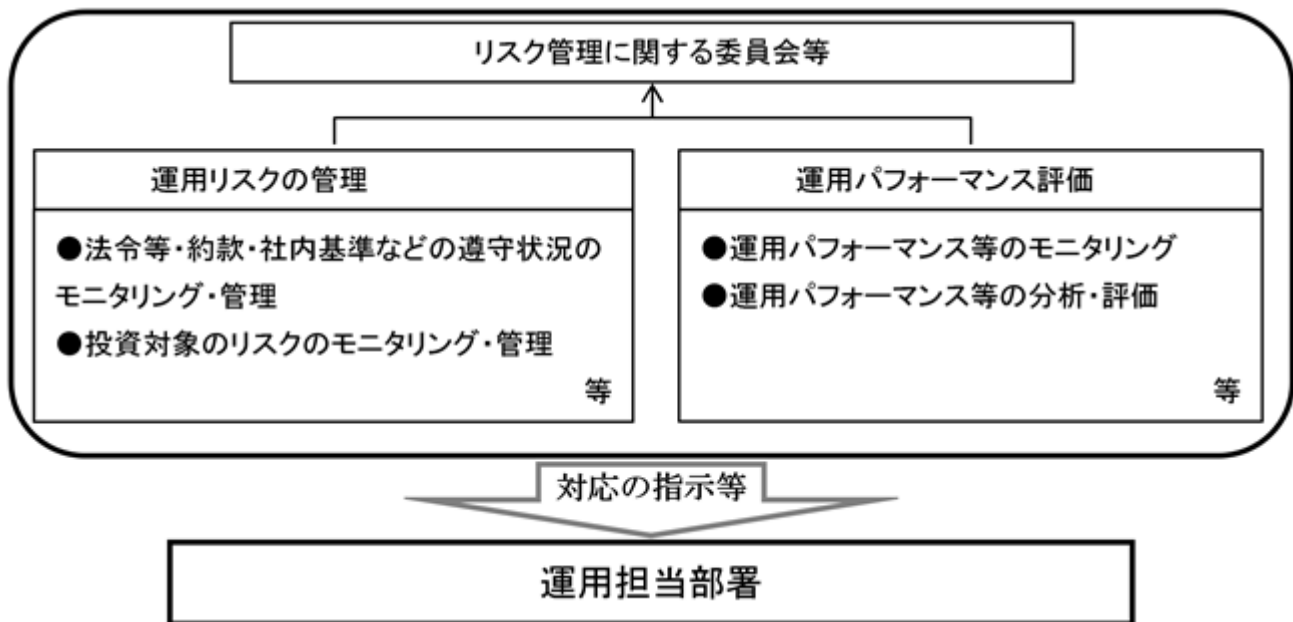 リスク管理に関する委員会等
運用リスクの管理
●法令等・約款・社内基準などの遵守状況の
モニタリング・管理
●投資対象のリスクのモニタリング・管理
等
運用パフォーマンス評価
●運用パフォーマンス等のモニタリング
●運用パフォーマンス等の分析・評価
等
対応の指示等
運用担当部署